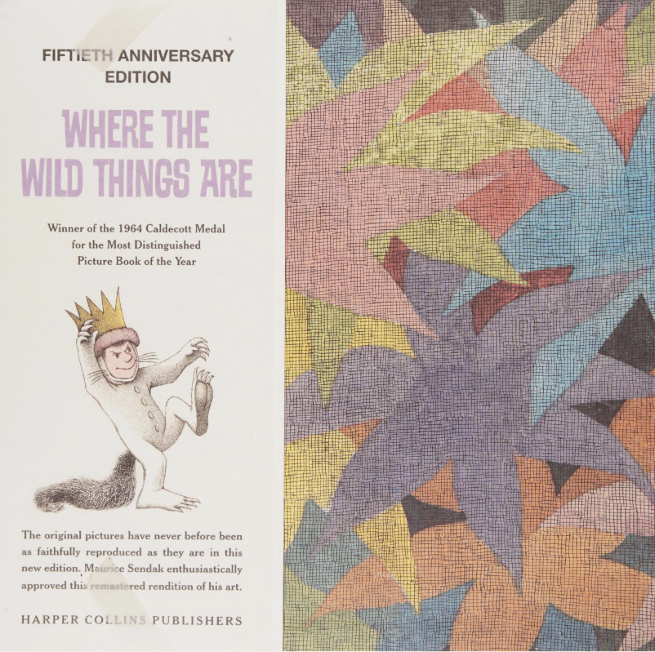 FIFTIETH ANNIVERSARY
EDITION
WHERE THE
WILD THINGS ARE
Winner of the 1964 Caldecott Medal
for the Most Distinguished
Picture Book of the Year
The original pictures have never before been
as faithfully reproduced as they are in this
new edition. Maurice Sendak enthusiastically
approved this remastered rendition of his art.
HARPER COLLINS PUBLISHERS